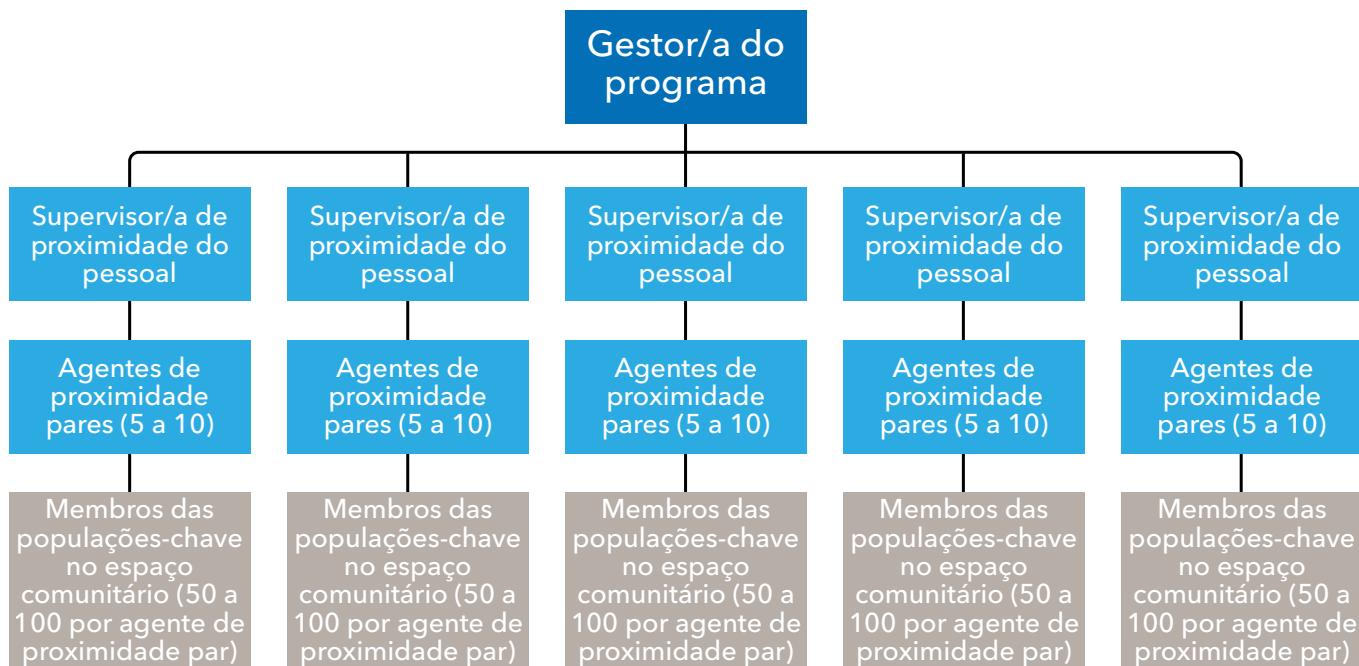 Gestor/a do
programa
Supervisor/a de
proximidade do
pessoal
Supervisor/a de
proximidade do
pessoal
Supervisor/a de
proximidade do
pessoal
Supervisor/a de
proximidade do
pessoal
Supervisor/a de
proximidade do
pessoal
Agentes de
proximidade
pares (5 a 10)
Agentes de
proximidade
pares (5 a 10)
Agentes de
proximidade
pares (5 a 10)
Agentes de
proximidade
pares (5 a 10)
Agentes de
proximidade
pares (5 a 10)
Membros das
populações-chave
no espaço
comunitário (50 a
100 por agente de
proximidade par)
Membros das
populações-chave
no espaço
comunitário (50 a
100 por agente de
proximidade par)
Membros das
populações-chave
no espaço
comunitário (50 a
100 por agente de
proximidade par)
Membros das
populações-chave
no espaço
comunitário (50 a
100 por agente de
proximidade par)
Membros das
populações-chave
no espaço
comunitário (50 a
100 por agente de
proximidade par)